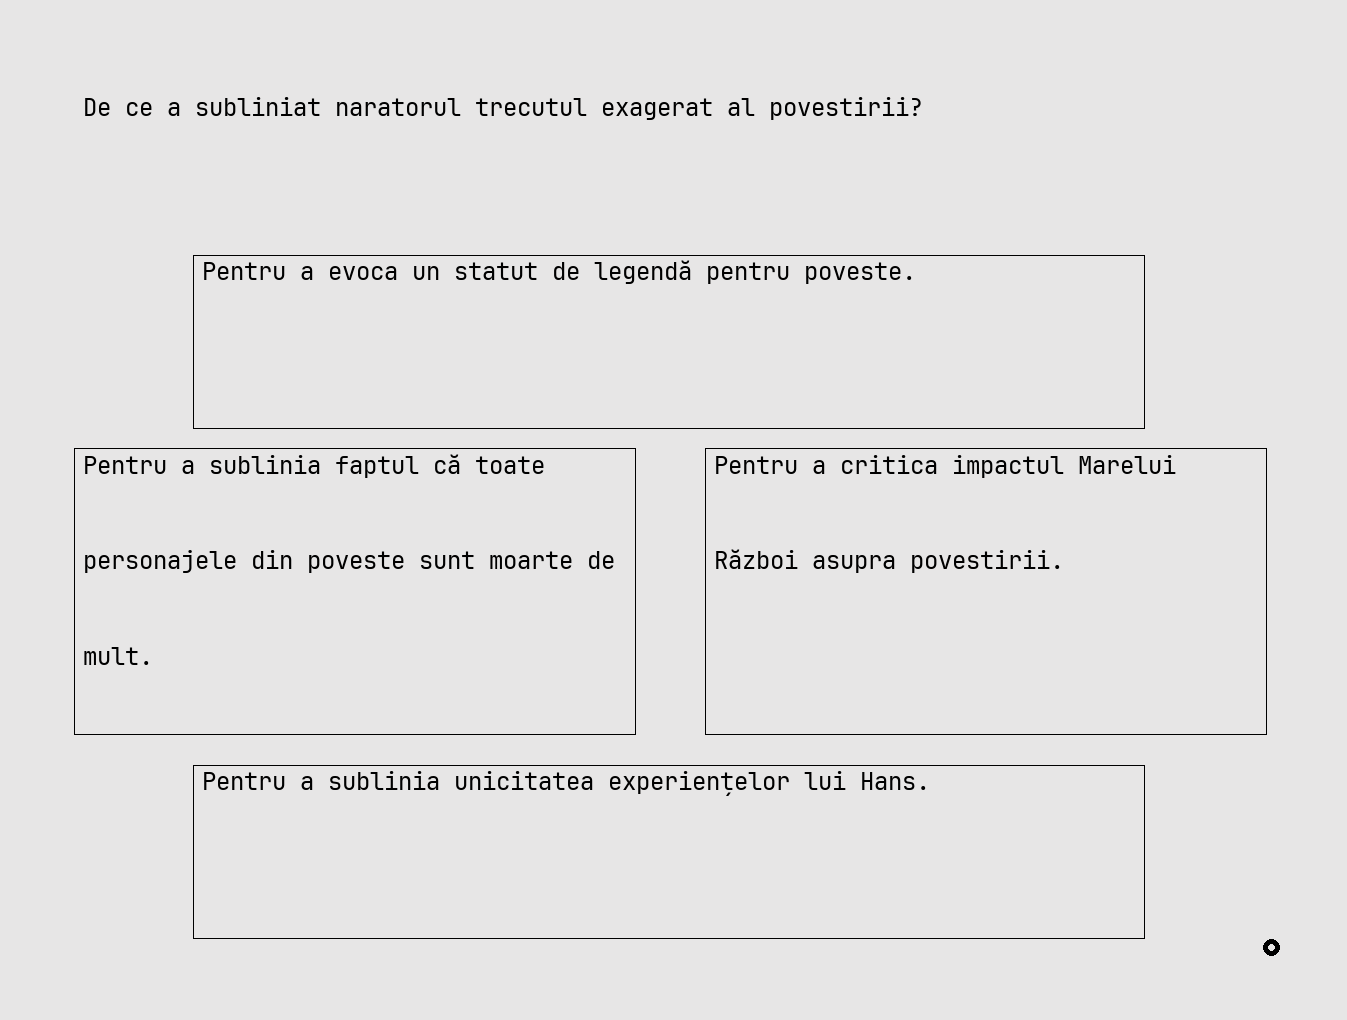 De ce a subliniat naratorul trecutul exagerat al povestirii?
Pentru a evoca un statut de legendă pentru poveste.
Pentru a sublinia faptul că toate
personajele din poveste sunt moarte de
mult.
Pentru a critica impactul Marelui
Război asupra povestirii.
Pentru a sublinia unicitatea experiențelor lui Hans.